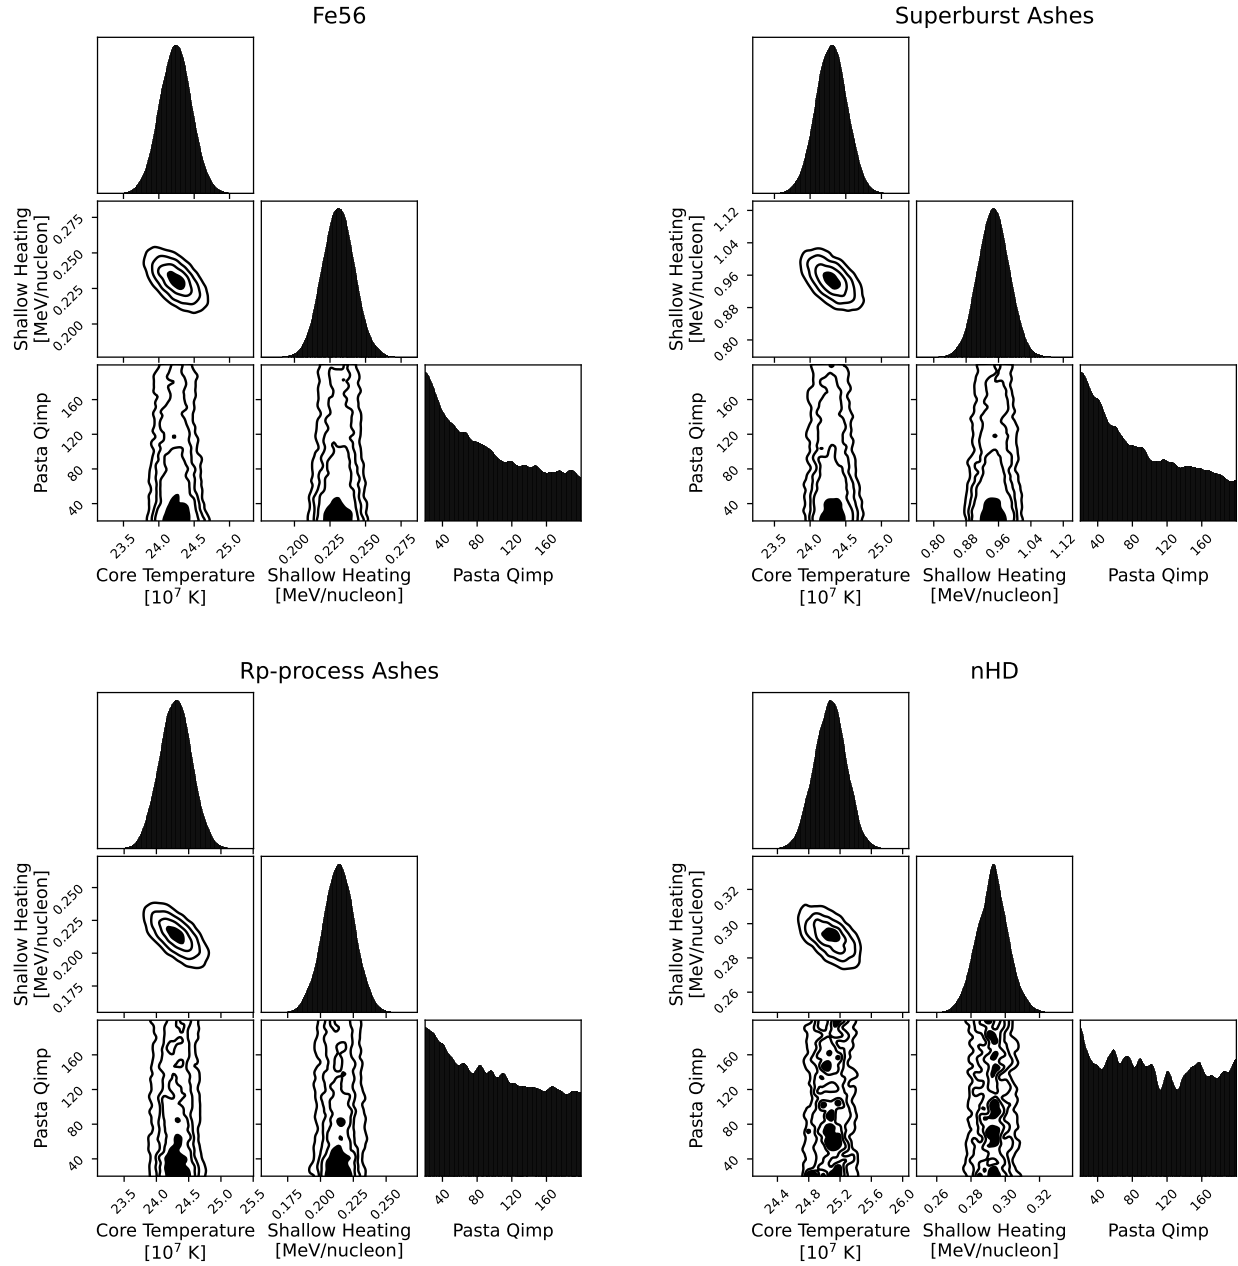 Fe56
Superburst Ashes
0.275
0.250
0.225
0.200
Shallow Heating
[MeV/nucleon]
1.12
1.04
0.96
0.88
0.80
Shallow Heating
[MeV/nucleon]
160
120
80
40
Pasta Qimp
160
120
80
40
Pasta Qimp
23.5 24.0 24.5 25.0
0.200 0.225 0.250 0.275
40 80 120 160
23.5 24.0 24.5 25.0
0.80 0.88 0.96 1.04 1.12
40 80 120 160
Core Temperature
[10⁷ K]
Shallow Heating
[MeV/nucleon]
Pasta Qimp
Core Temperature
[10⁷ K]
Shallow Heating
[MeV/nucleon]
Pasta Qimp
Rp-process Ashes
nHD
0.250
0.225
0.200
0.175
Shallow Heating
[MeV/nucleon]
0.32
0.30
0.28
0.26
Shallow Heating
[MeV/nucleon]
160
120
80
40
Pasta Qimp
160
120
80
40
Pasta Qimp
23.5 24.0 24.5 25.0 25.5
0.175 0.200 0.225 0.250
40 80 120 160
24.4 24.8 25.2 25.6 26.0
0.26 0.28 0.30 0.32
40 80 120 160
Core Temperature
[10⁷ K]
Shallow Heating
[MeV/nucleon]
Pasta Qimp
Core Temperature
[10⁷ K]
Shallow Heating
[MeV/nucleon]
Pasta Qimp